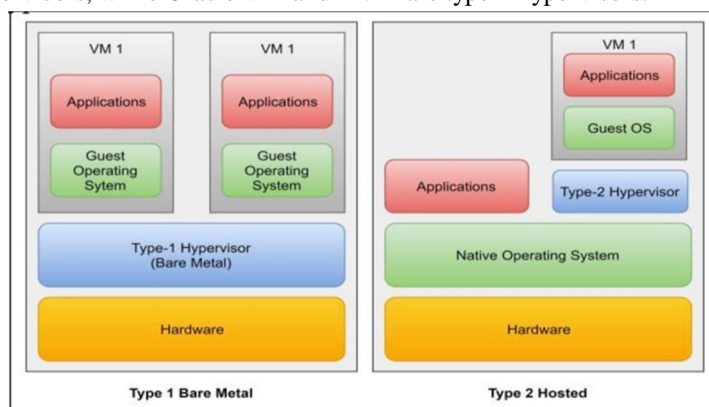 VM 1
Applications
Guest
Operating
Sytem
VM 1
Applications
Guest
Operating
System
Type-1 Hypervisor
(Bare Metal)
Hardware
Type 1 Bare Metal
VM 1
Applications
Guest OS
Applications
Type-2 Hypervisor
Native Operating System
Hardware
Type 2 Hosted